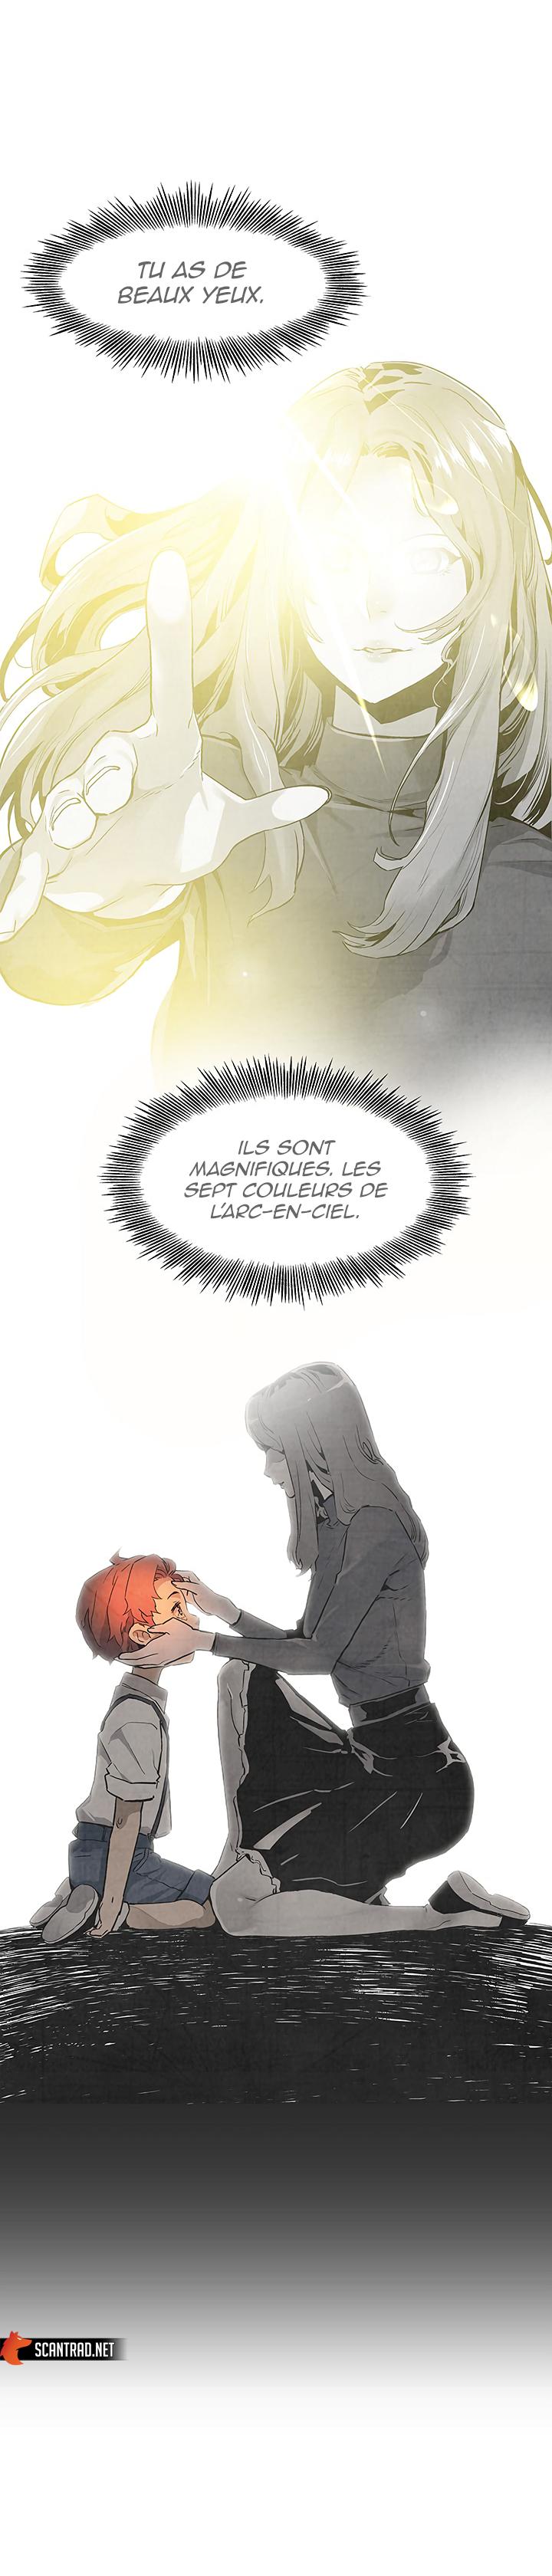 TU AS DE
BEAUX YEUX.
ILS SONT
MAGNIFIQUES. LES
SEPT COULEURS DE
L'ARC-EN-CIEL.
SCANTRAD.NET